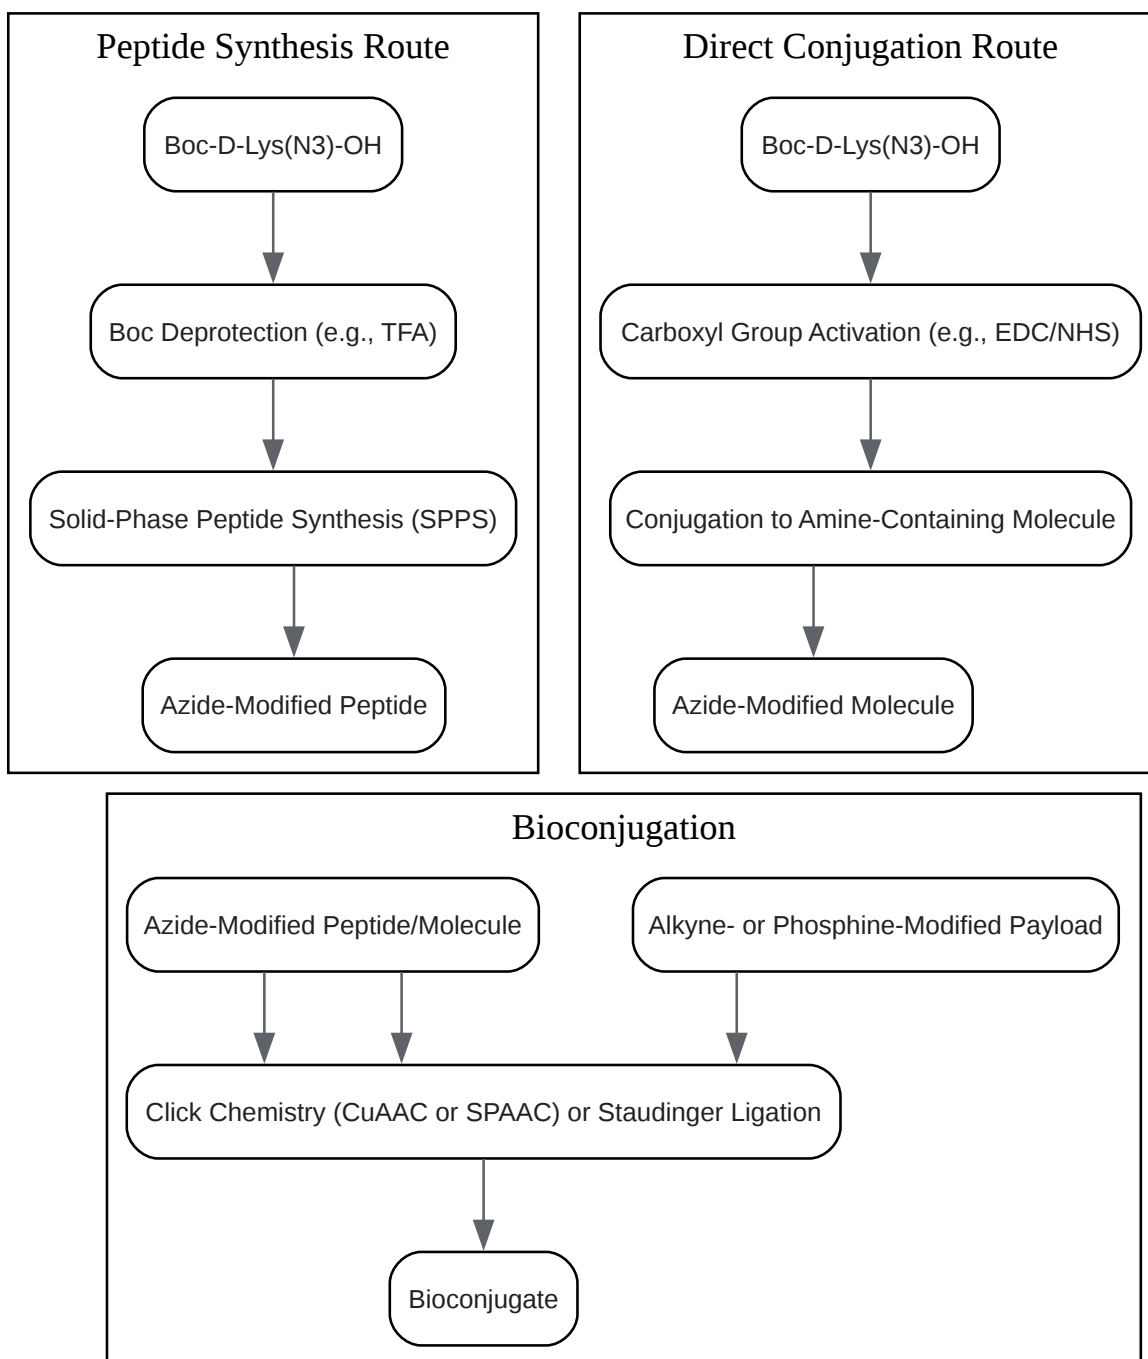 Peptide Synthesis Route
Boc-D-Lys(N3)-OH
Boc Deprotection (e.g., TFA)
Solid-Phase Peptide Synthesis (SPPS)
Azide-Modified Peptide
Direct Conjugation Route
Boc-D-Lys(N3)-OH
Carboxyl Group Activation (e.g., EDC/NHS)
Conjugation to Amine-Containing Molecule
Azide-Modified Molecule
Bioconjugation
Azide-Modified Peptide/Molecule
Alkyne- or Phosphine-Modified Payload
Click Chemistry (CuAAC or SPAAC) or Staudinger Ligation
Bioconjugate